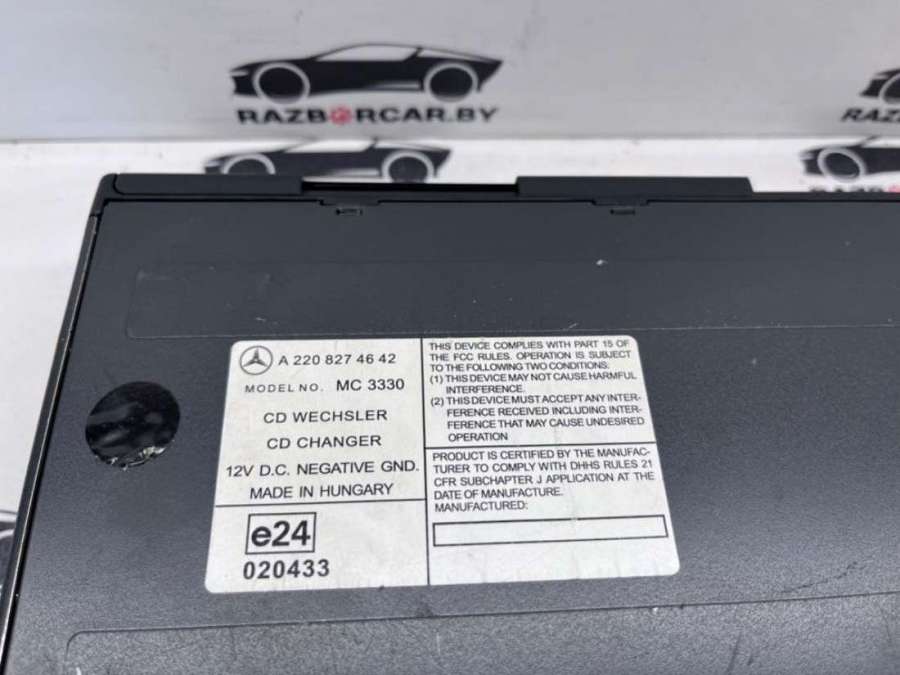 RAZBORCAR.BY
A 220 827 46 42
MODEL NO. MC 3330
CD WECHSLER
CD CHANGER
12V D.C. NEGATIVE GND.
MADE IN HUNGARY
e24
020433
THIS DEVICE COMPLIES WITH PART 15 OF
THE FCC RULES. OPERATION IS SUBJECT
TO THE FOLLOWING TWO CONDITIONS:
(1) THIS DEVICE MAY NOT CAUSE HARMFUL
INTERFERENCE.
(2) THIS DEVICE MUST ACCEPT ANY INTER-
FERENCE RECEIVED INCLUDING INTER-
FERENCE THAT MAY CAUSE UNDESIRED
OPERATION
PRODUCT IS CERTIFIED BY THE MANUFAC-
TURER TO COMPLY WITH DHHS RULES 21
CFR SUBCHAPTER J APPLICATION AT THE
DATE OF MANUFACTURE.
MANUFACTURED: